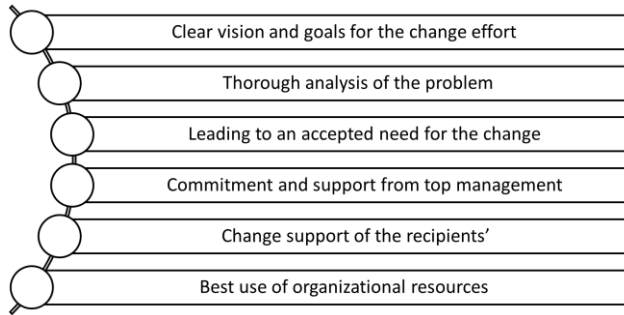 Clear vision and goals for the change effort
Thorough analysis of the problem
Leading to an accepted need for the change
Commitment and support from top management
Change support of the recipients’
Best use of organizational resources